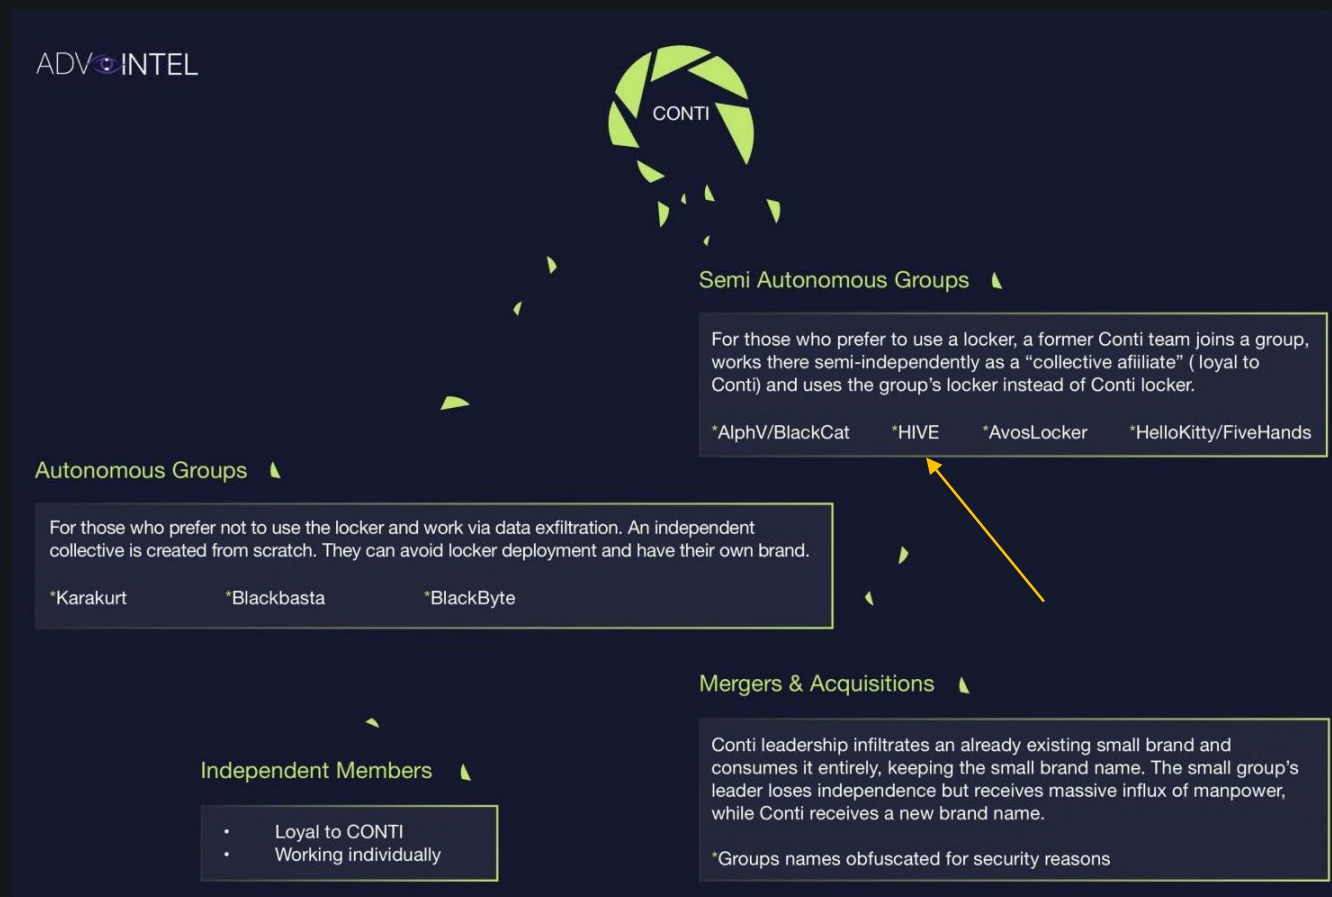 ADVINTEL
CONTI
Semi Autonomous Groups
For those who prefer to use a locker, a former Conti team joins a group,
works there semi-independently as a “collective afiiliate” ( loyal to
Conti) and uses the group’s locker instead of Conti locker.
*AlphV/BlackCat *HIVE *AvosLocker *HelloKitty/FiveHands
Autonomous Groups
For those who prefer not to use the locker and work via data exfiltration. An independent
collective is created from scratch. They can avoid locker deployment and have their own brand.
*Karakurt *Blackbasta *BlackByte
Mergers & Acquisitions
Conti leadership infiltrates an already existing small brand and
consumes it entirely, keeping the small brand name. The small group’s
leader loses independence but receives massive influx of manpower,
while Conti receives a new brand name.
*Groups names obfuscated for security reasons
Independent Members
• Loyal to CONTI
• Working individually